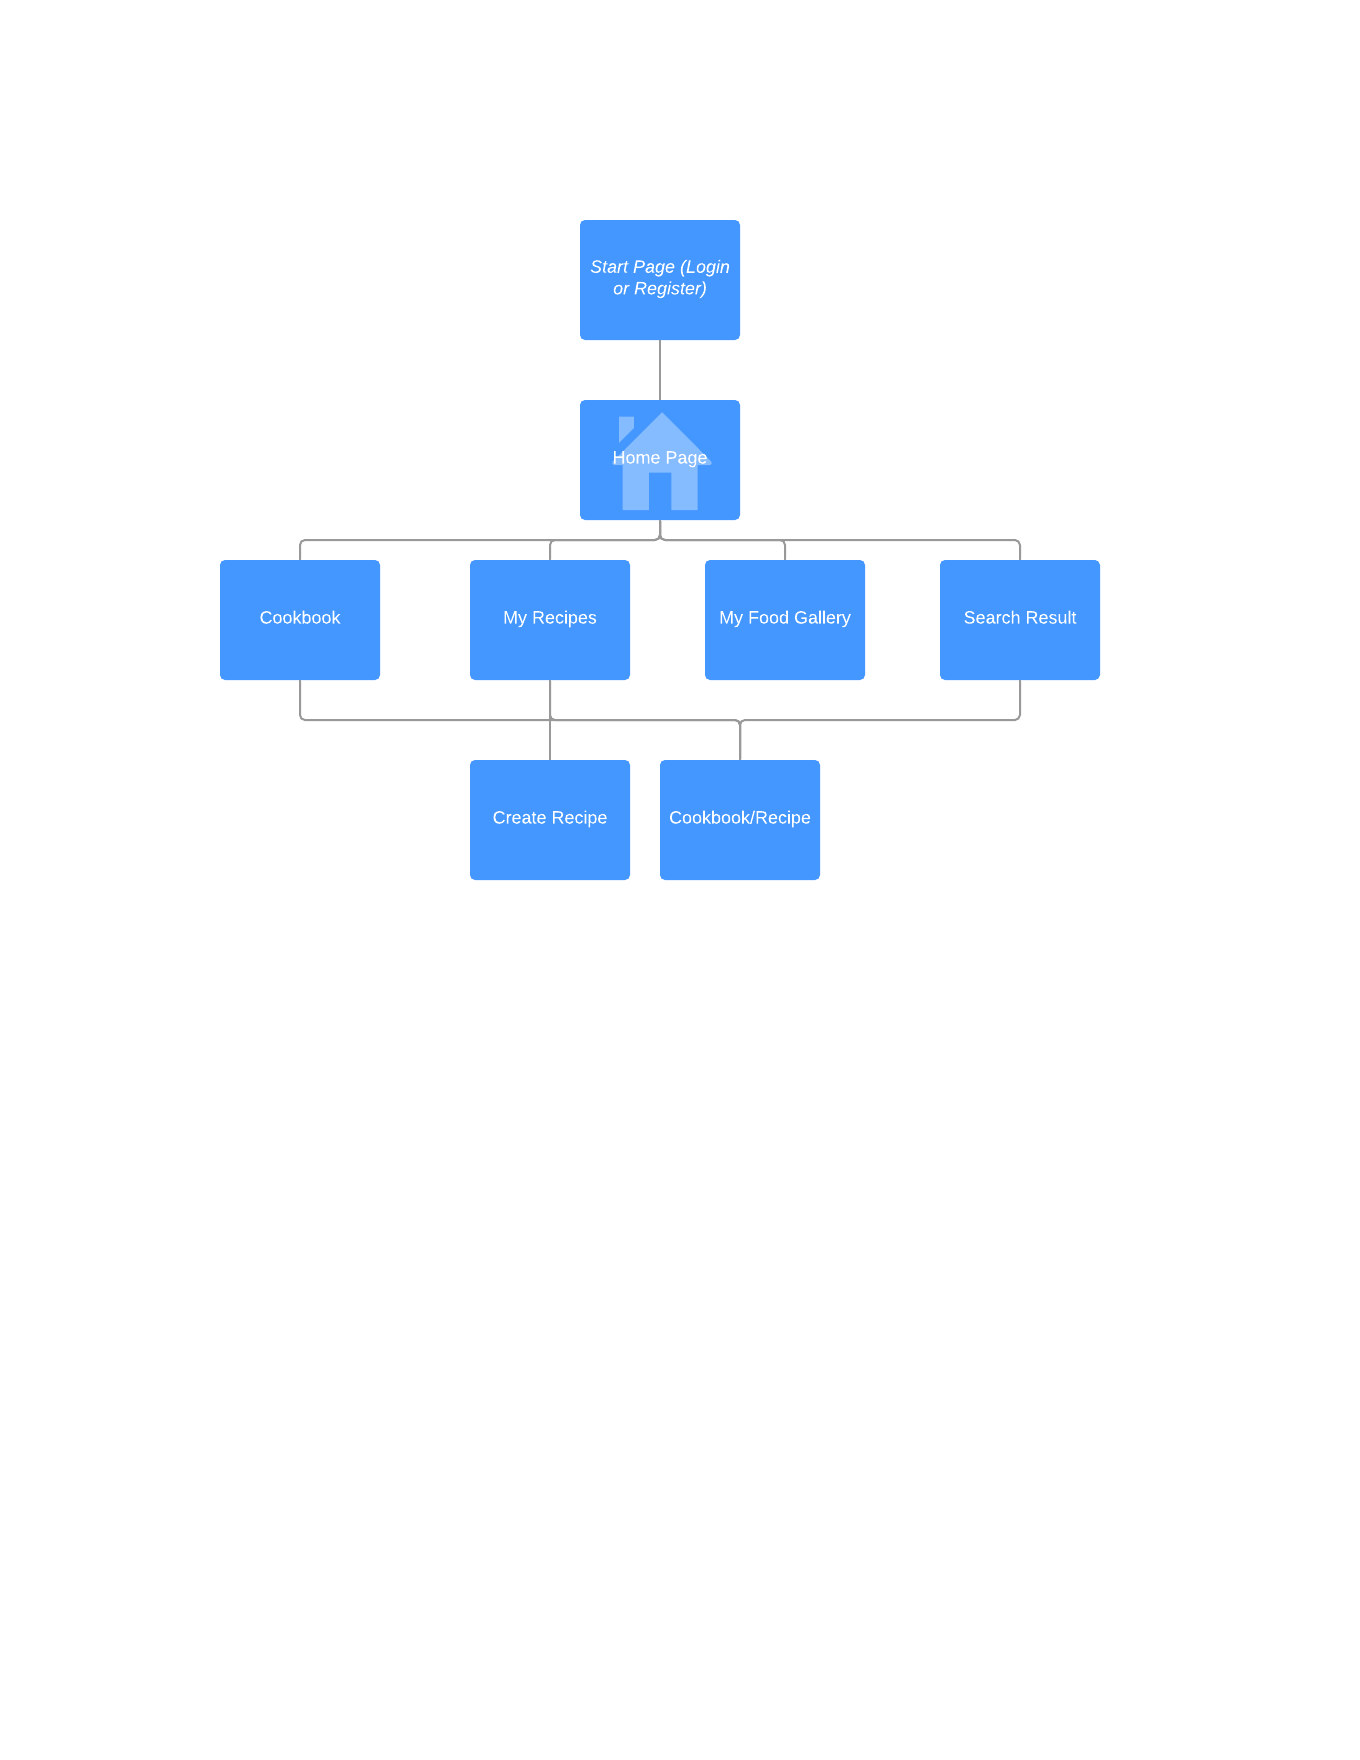 Start Page (Login
or Register)
Home Page
Cookbook
My Recipes
My Food Gallery
Search Result
Create Recipe
Cookbook/Recipe